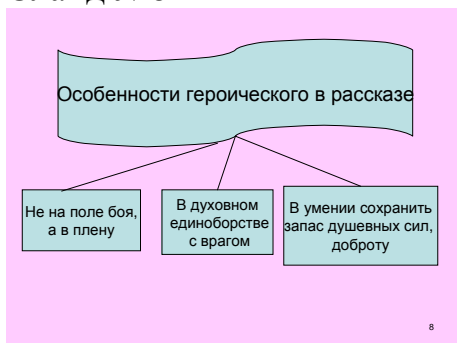 Особенности героического в рассказе
Не на поле боя,
а в плену
В духовном
единоборстве
с врагом
В умении сохранить
запас душевных сил,
доброту
8